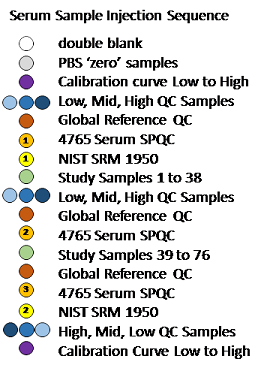 Serum Sample Injection Sequence
double blank
PBS ‘zero’ samples
Calibration curve Low to High
Low, Mid, High QC Samples
Global Reference QC
1 4765 Serum SPQC
1 NIST SRM 1950
Study Samples 1 to 38
Low, Mid, High QC Samples
Global Reference QC
2 4765 Serum SPQC
Study Samples 39 to 76
Global Reference QC
3 4765 Serum SPQC
2 NIST SRM 1950
High, Mid, Low QC Samples
Calibration Curve Low to High